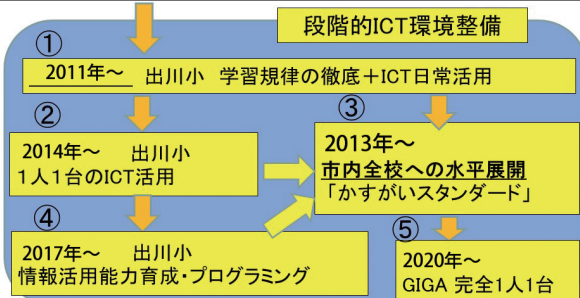 段階的ICT環境整備
①
2011年～　出川小　学習規律の徹底＋ICT日常活用
②
2014年～　出川小
1人1台のICT活用
③
2013年～
市内全校への水平展開
「かすがいスタンダード」
④
2017年～　出川小
情報活用能力育成・プログラミング
⑤
2020年～
GIGA 完全1人1台